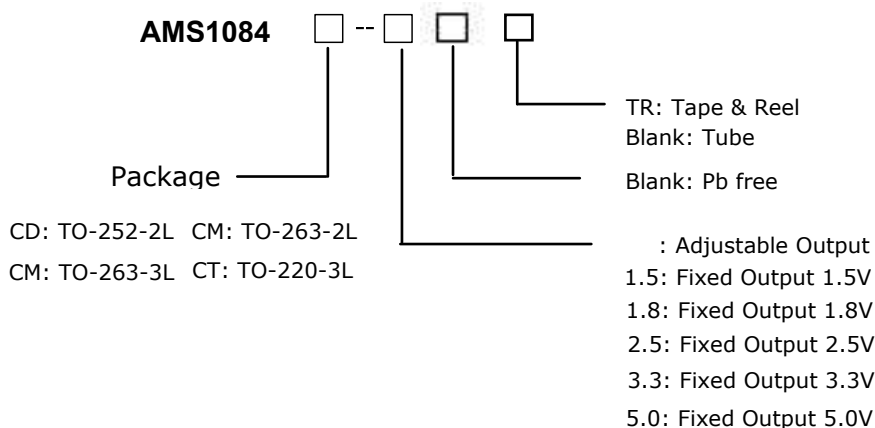 AMS1084 --
TR: Tape & Reel
Blank: Tube
Package
Blank: Pb free
CD: TO-252-2L CM: TO-263-2L
CM: TO-263-3L CT: TO-220-3L
: Adjustable Output
1.5: Fixed Output 1.5V
1.8: Fixed Output 1.8V
2.5: Fixed Output 2.5V
3.3: Fixed Output 3.3V
5.0: Fixed Output 5.0V